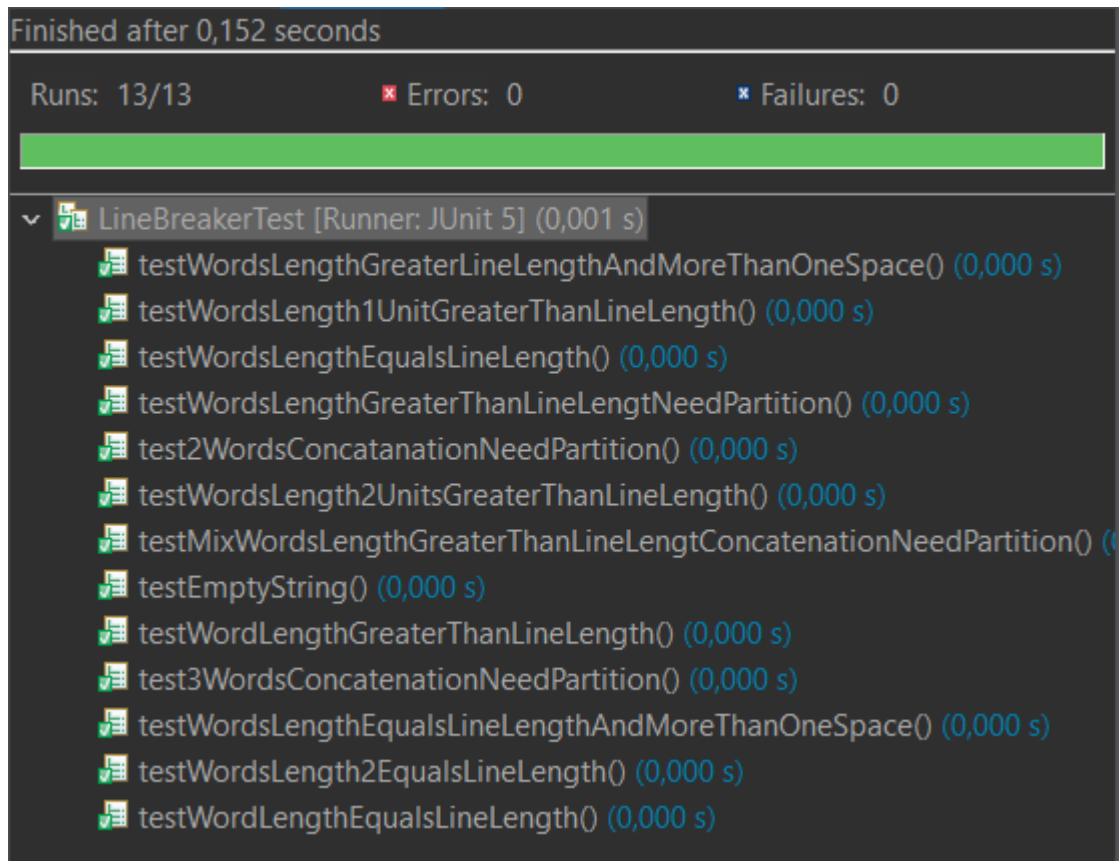 Finished after 0,152 seconds
Runs: 13/13 Errors: 0 Failures: 0
LineBreakerTest [Runner: JUnit 5] (0,001 s)
testWordsLengthGreaterLineLengthAndMoreThanOneSpace() (0,000 s)
testWordsLength1UnitGreaterThanLineLength() (0,000 s)
testWordsLengthEqualsLineLength() (0,000 s)
testWordsLengthGreaterThanLineLengtNeedPartition() (0,000 s)
test2WordsConcatanationNeedPartition() (0,000 s)
testWordsLength2UnitsGreaterThanLineLength() (0,000 s)
testMixWordsLengthGreaterThanLineLengtConcatenationNeedPartition() (
testEmptyString() (0,000 s)
testWordLengthGreaterThanLineLength() (0,000 s)
test3WordsConcatenationNeedPartition() (0,000 s)
testWordsLengthEqualsLineLengthAndMoreThanOneSpace() (0,000 s)
testWordsLength2EqualsLineLength() (0,000 s)
testWordLengthEqualsLineLength() (0,000 s)